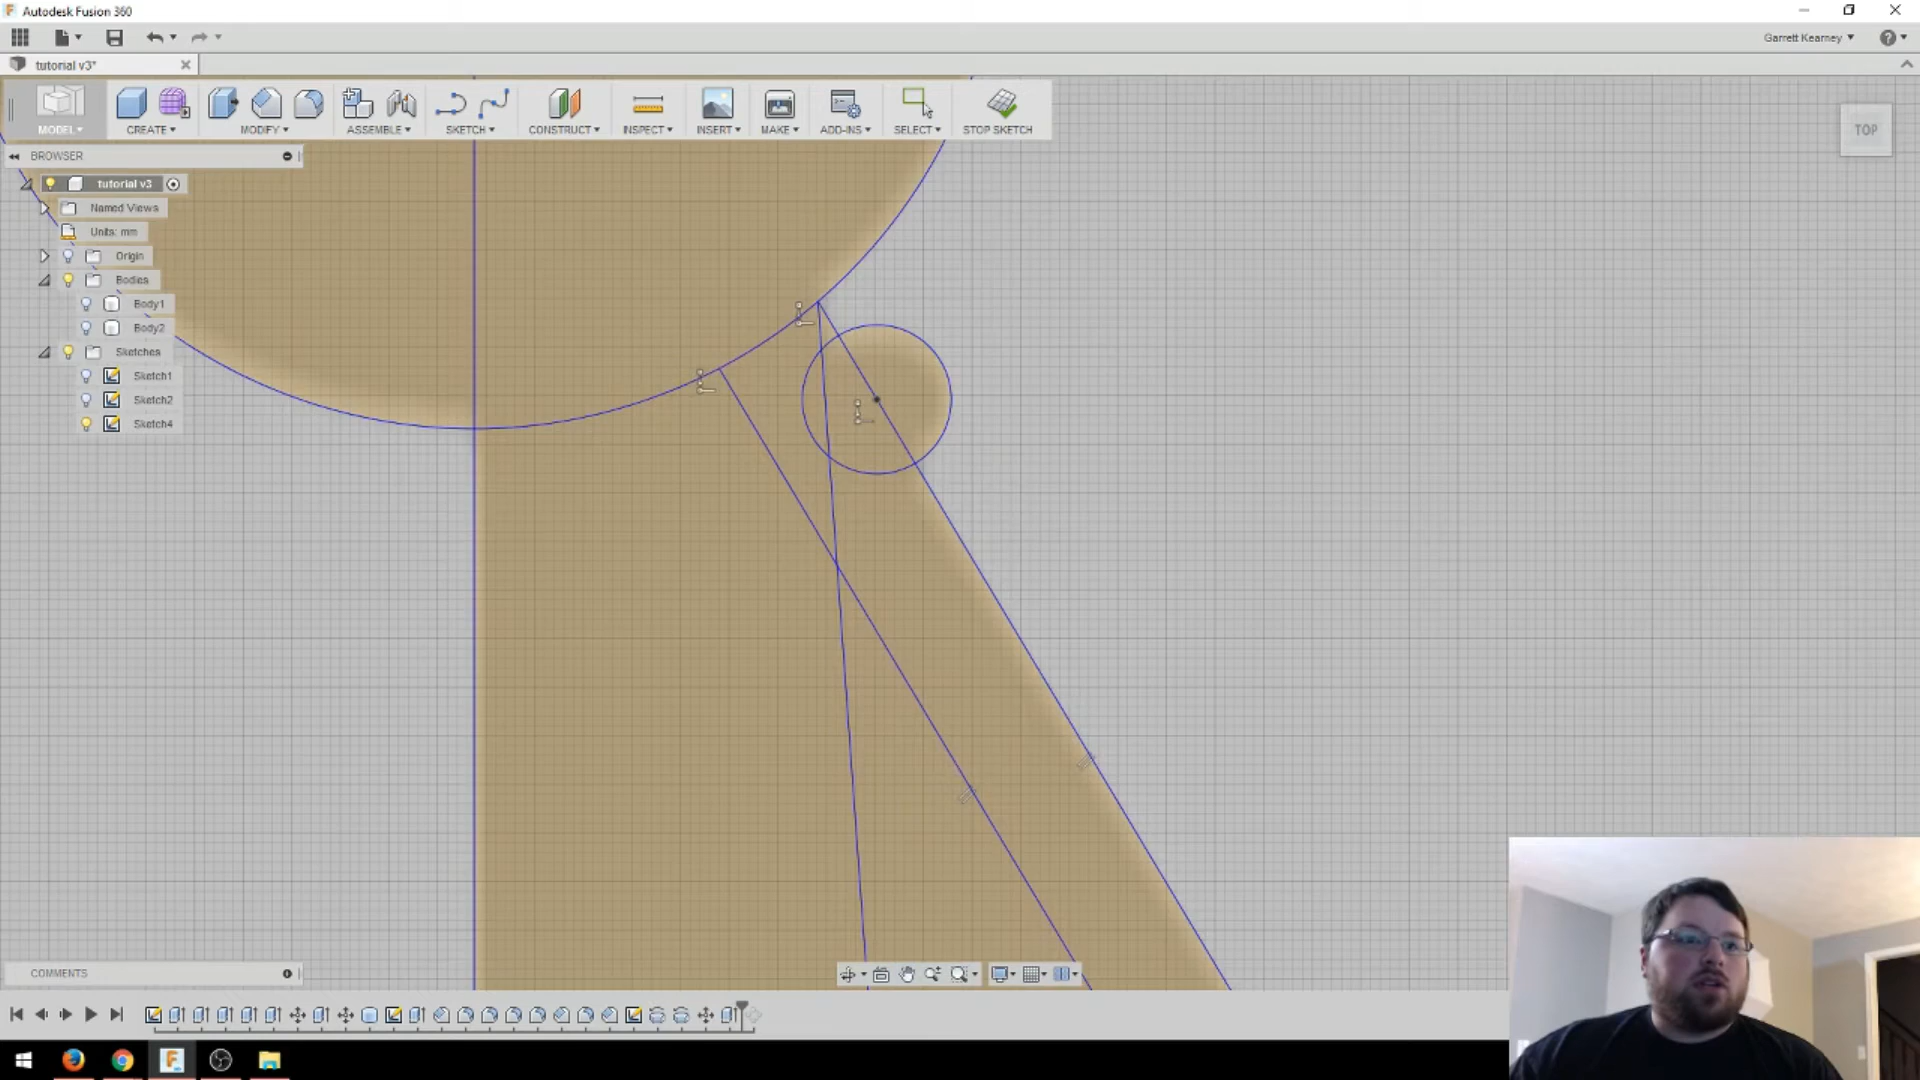 Autodesk Fusion 360
Garrett Kearney
tutorial v3*
MODEL
CREATE
MODIFY
ASSEMBLE
SKETCH
CONSTRUCT
INSPECT
INSERT
MAKE
ADD-INS
SELECT
STOP SKETCH
TOP
BROWSER
tutorial v3
Named Views
Units: mm
Origin
Bodies
Body1
Body2
Sketches
Sketch1
Sketch2
Sketch4
COMMENTS